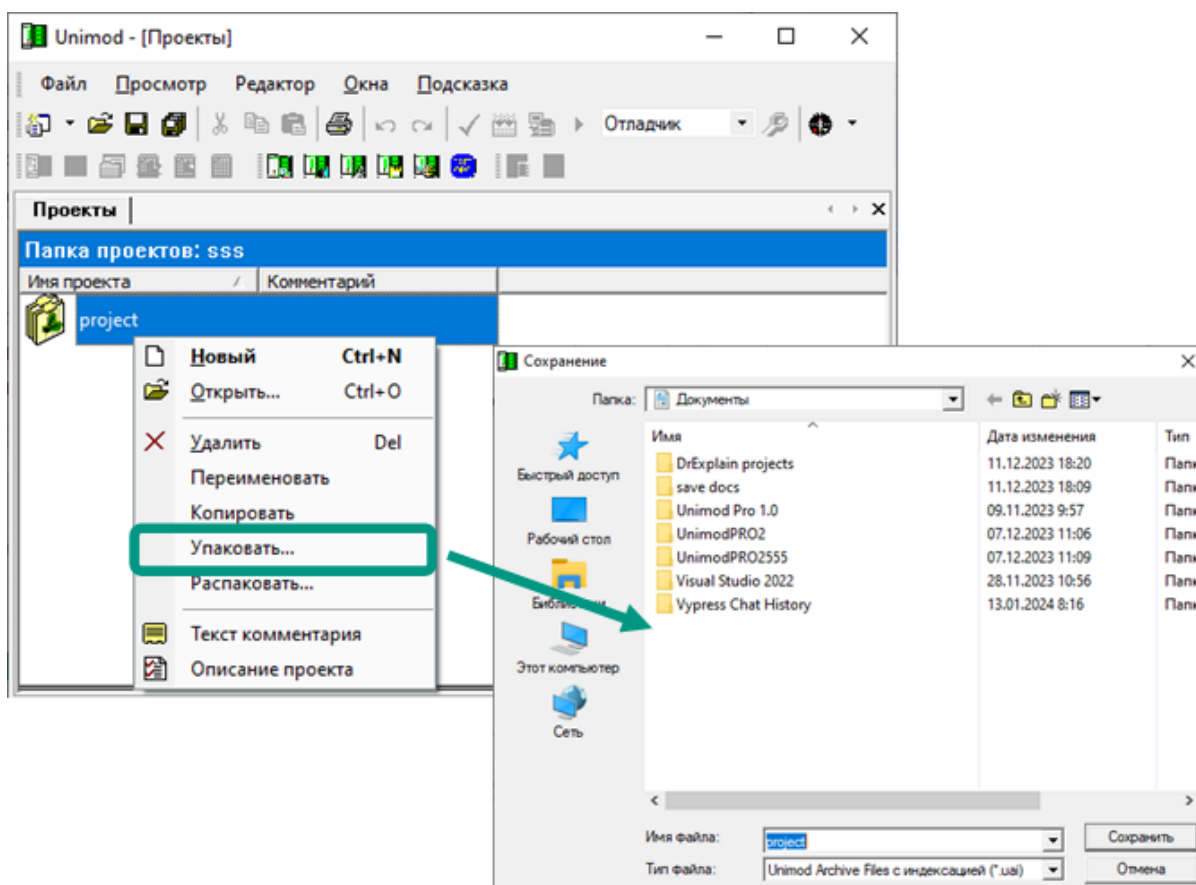 Unimod - [Проекты]
Файл Просмотр Редактор Окна Подсказка
Отладчик
Проекты
Папка проектов: sss
Имя проекта Комментарий
project
Новый Ctrl+N
Открыть... Ctrl+O
Удалить Del
Переименовать
Копировать
Упаковать...
Распаковать...
Текст комментария
Описание проекта
Сохранение
Папка: Документы
Быстрый доступ
Рабочий стол
Этот компьютер
Сеть
Имя Дата изменения Тип
DrExplain projects 11.12.2023 18:20
save docs 11.12.2023 18:09
Unimod Pro 1.0 09.11.2023 9:57
UnimodPRO2 07.12.2023 11:06
UnimodPRO2555 07.12.2023 11:09
Visual Studio 2022 28.11.2023 10:56
Vypress Chat History 13.01.2024 8:16
Имя файла: project Сохранить
Тип файла: Unimod Archive Files с индексацией (*.uai) Отмена